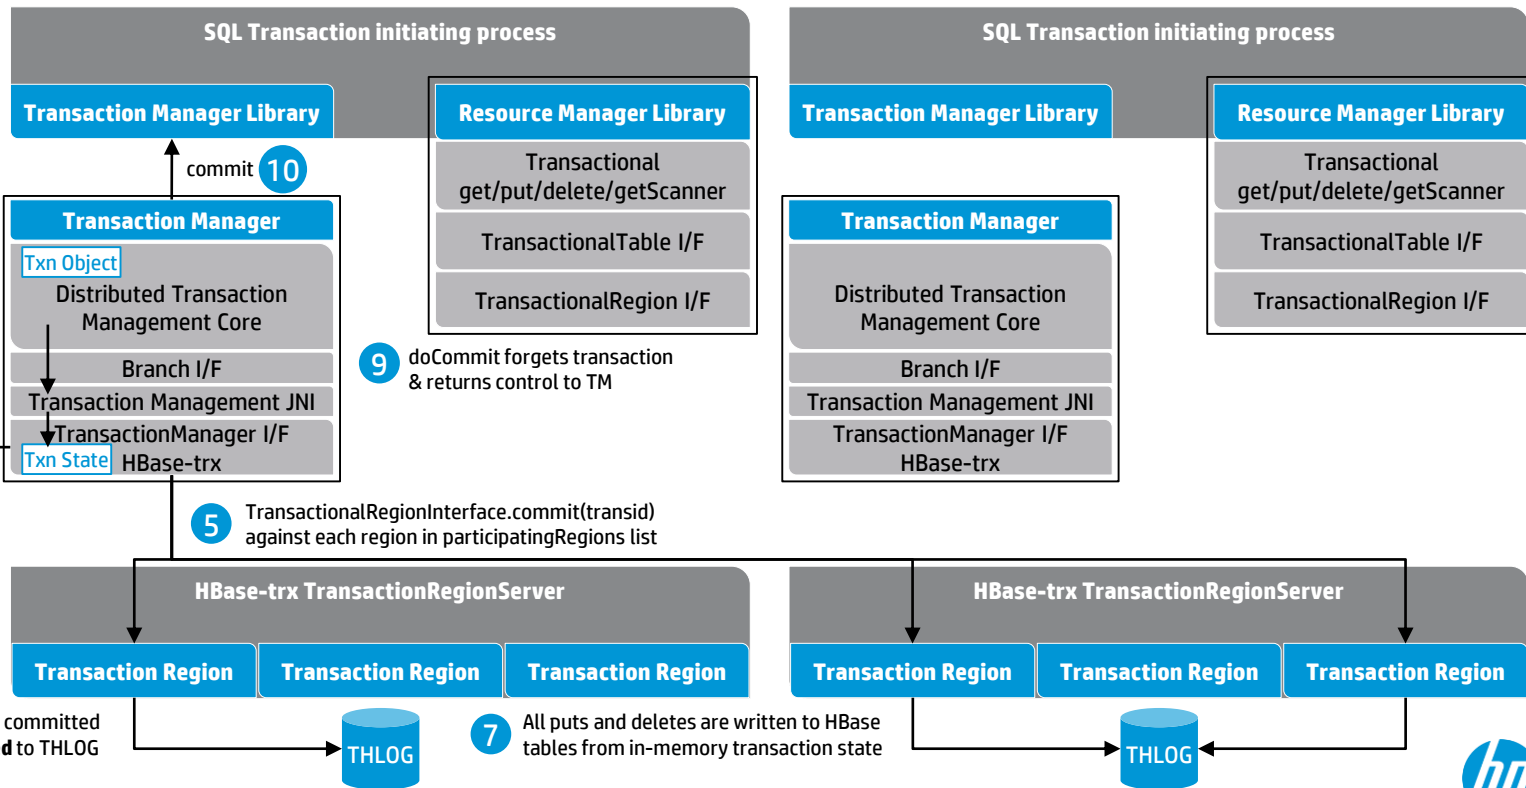 SQL Transaction initiating process
Transaction Manager Library
Resource Manager Library
Transactional
get/put/delete/getScanner
TransactionalTable I/F
TransactionalRegion I/F
commit 10
Transaction Manager
Txn Object
Distributed Transaction
Management Core
Branch I/F
Transaction Management JNI
TransactionManager I/F
Txn State HBase-trx
9 doCommit forgets transaction
& returns control to TM
SQL Transaction initiating process
Transaction Manager Library
Resource Manager Library
Transactional
get/put/delete/getScanner
TransactionalTable I/F
TransactionalRegion I/F
Transaction Manager
Distributed Transaction
Management Core
Branch I/F
Transaction Management JNI
TransactionManager I/F
HBase-trx
5 TransactionalRegionInterface.commit(transid)
against each region in participatingRegions list
HBase-trx TransactionRegionServer
Transaction Region Transaction Region Transaction Region
HBase-trx TransactionRegionServer
Transaction Region Transaction Region Transaction Region
committed
d to THLOG
THLOG
7 All puts and deletes are written to HBase
tables from in-memory transaction state
THLOG
hp